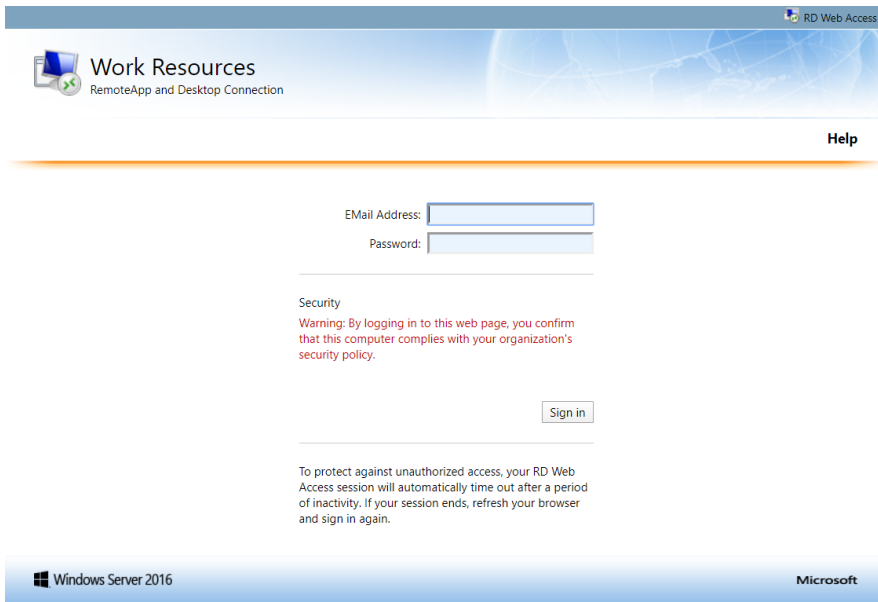 RD Web Access
Work Resources
RemoteApp and Desktop Connection
Help
EMail Address:
Password:
Security
Warning: By logging in to this web page, you confirm
that this computer complies with your organization's
security policy.
Sign in
To protect against unauthorized access, your RD Web
Access session will automatically time out after a period
of inactivity. If your session ends, refresh your browser
and sign in again.
Windows Server 2016
Microsoft